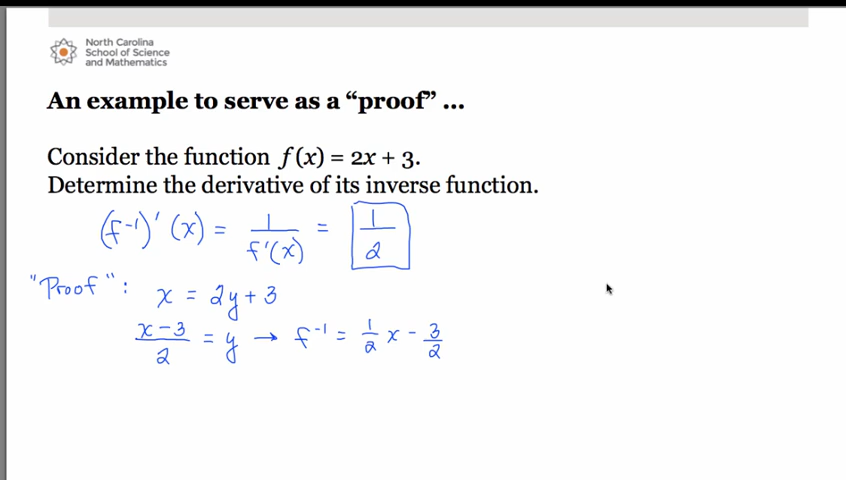 North Carolina
School of Science
and Mathematics
An example to serve as a “proof” ...
Consider the function f(x) = 2x + 3.
Determine the derivative of its inverse function.
(f⁻¹)′(x) = 1/f′(x) = 1/2
"Proof": x = 2y + 3
(x − 3)/2 = y → f⁻¹ = 1/2 x − 3/2